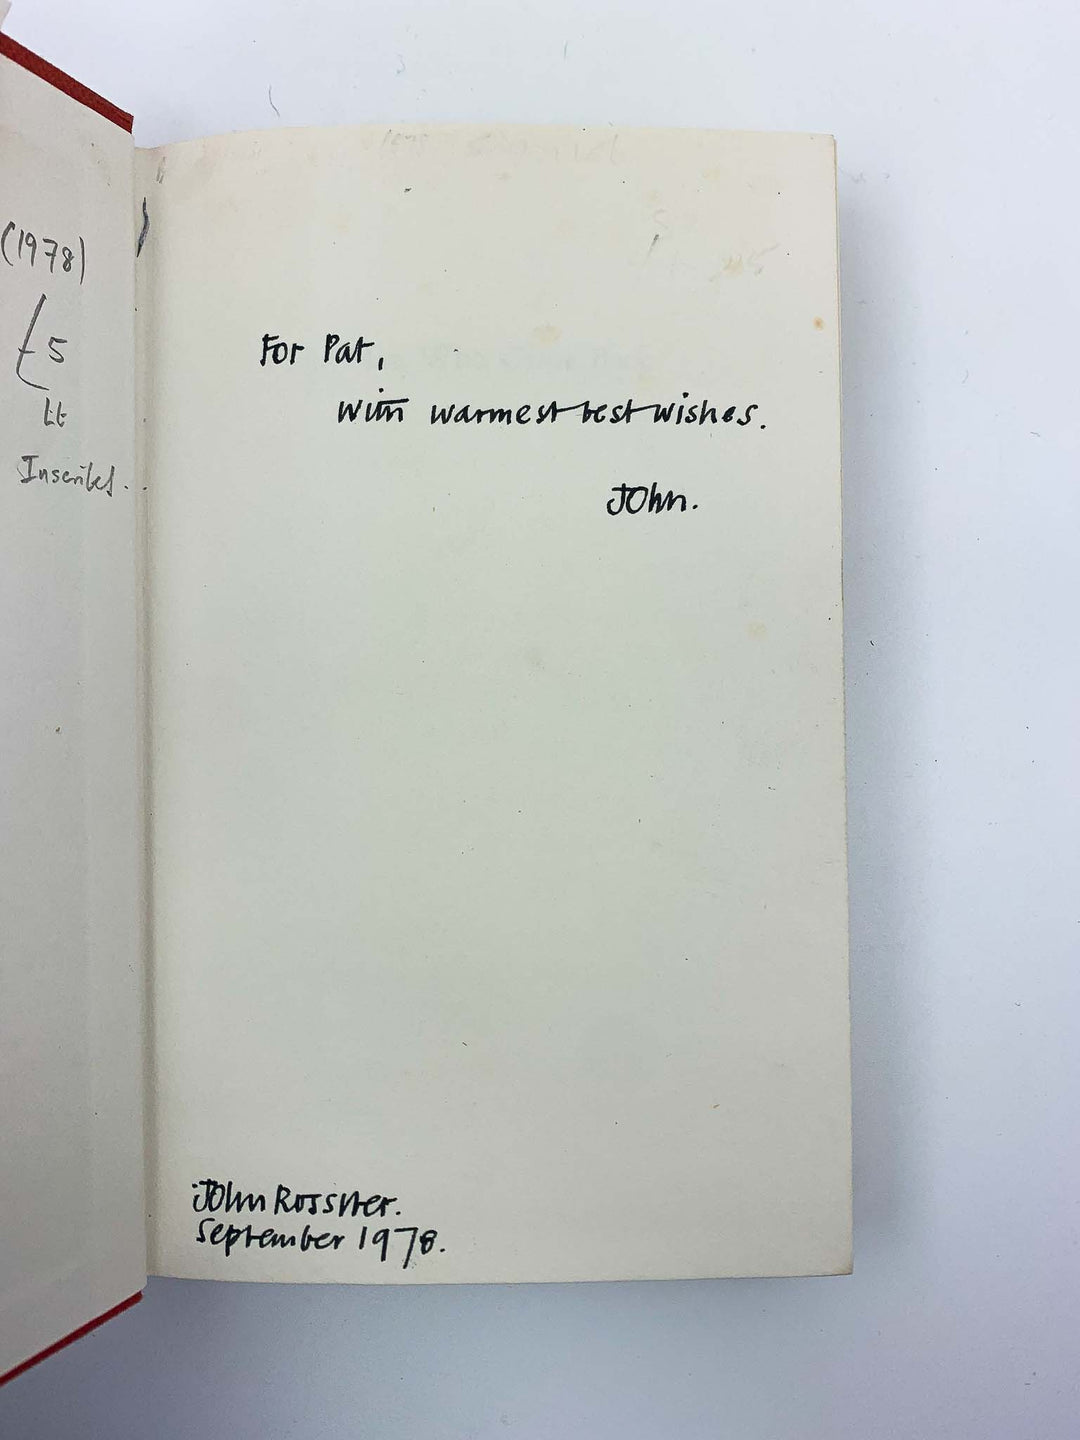 (1978)
£5
Inscribed..
For Pat,
With warmest best wishes.
John.
John Rossiter.
September 1978.